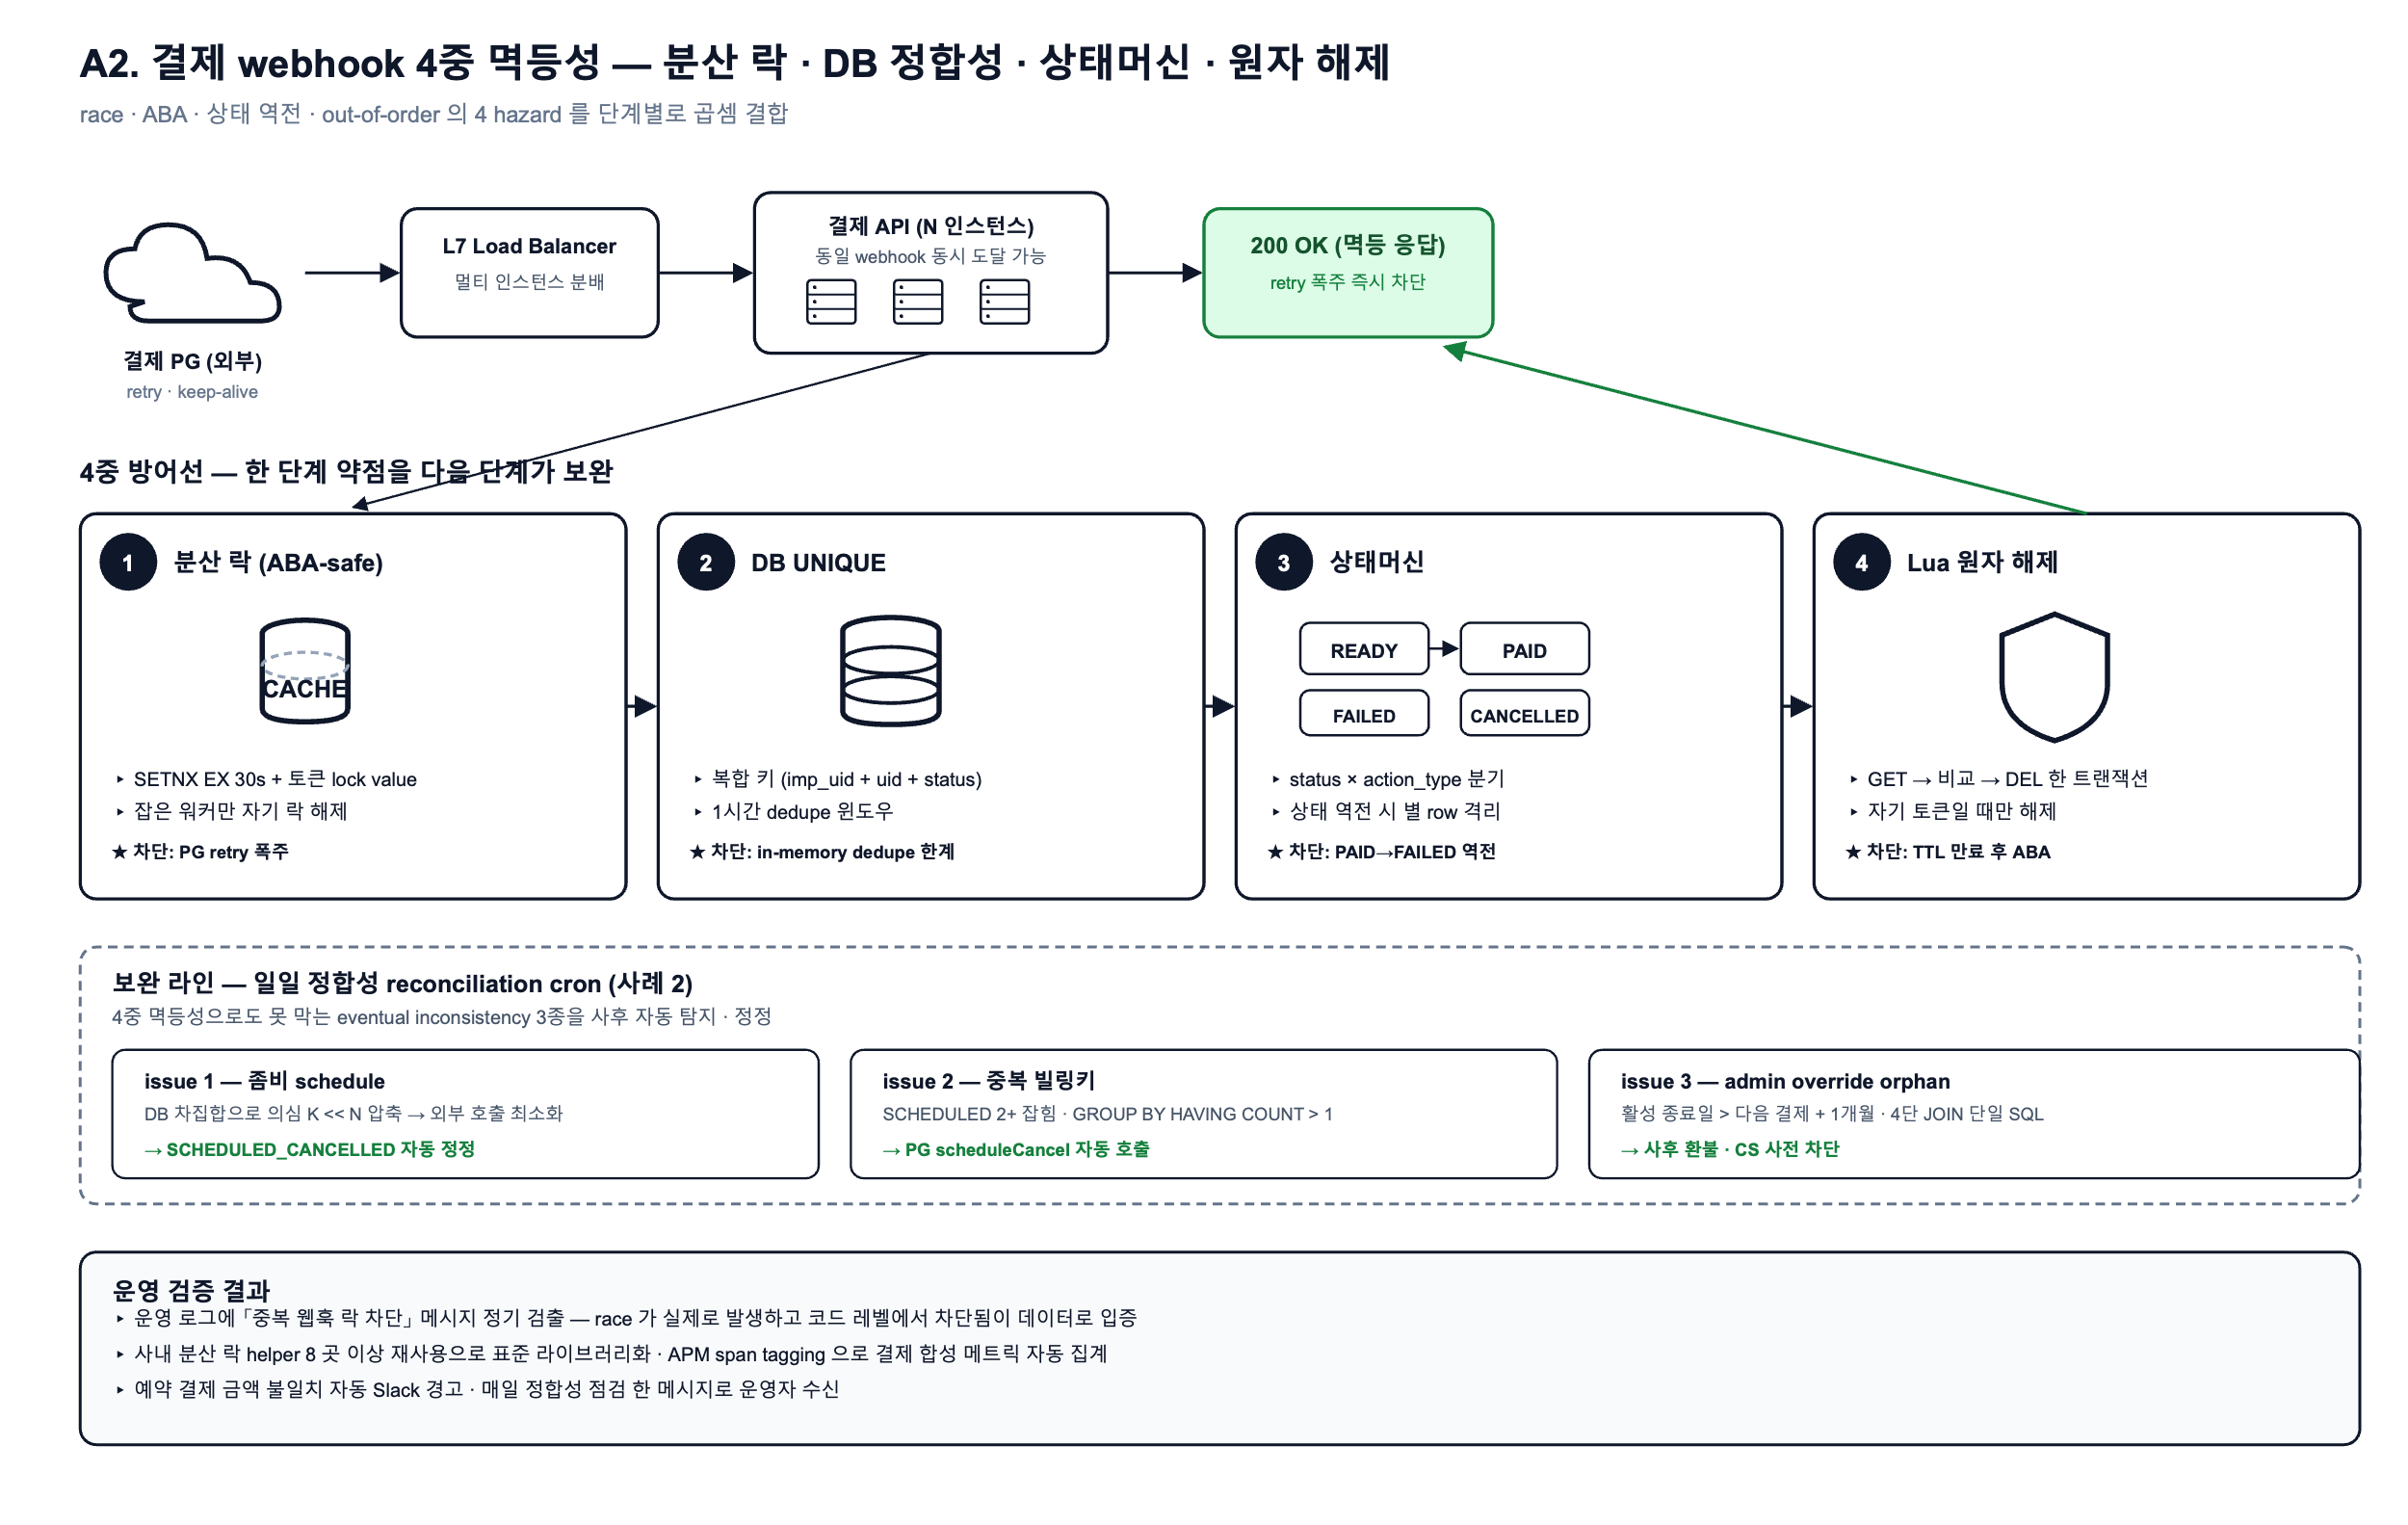 A2. 결제 webhook 4중 멱등성 — 분산 락 · DB 정합성 · 상태머신 · 원자 해제
race · ABA · 상태 역전 · out-of-order 의 4 hazard 를 단계별로 곱셈 결합
결제 PG (외부)
retry · keep-alive
L7 Load Balancer
멀티 인스턴스 분배
결제 API (N 인스턴스)
동일 webhook 동시 도달 가능
200 OK (멱등 응답)
retry 폭주 즉시 차단
4중 방어선 — 한 단계 약점을 다음 단계가 보완
1
분산 락 (ABA-safe)
CACHE
‣ SETNX EX 30s + 토큰 lock value
‣ 잡은 워커만 자기 락 해제
★ 차단: PG retry 폭주
2
DB UNIQUE
‣ 복합 키 (imp_uid + uid + status)
‣ 1시간 dedupe 윈도우
★ 차단: in-memory dedupe 한계
3
상태머신
READY
PAID
FAILED
CANCELLED
‣ status × action_type 분기
‣ 상태 역전 시 별 row 격리
★ 차단: PAID→FAILED 역전
4
Lua 원자 해제
‣ GET → 비교 → DEL 한 트랜잭션
‣ 자기 토큰일 때만 해제
★ 차단: TTL 만료 후 ABA
보완 라인 — 일일 정합성 reconciliation cron (사례 2)
4중 멱등성으로도 못 막는 eventual inconsistency 3종을 사후 자동 탐지 · 정정
issue 1 — 좀비 schedule
DB 차집합으로 의심 K << N 압축 → 외부 호출 최소화
→ SCHEDULED_CANCELLED 자동 정정
issue 2 — 중복 빌링키
SCHEDULED 2+ 잡힘 · GROUP BY HAVING COUNT > 1
→ PG scheduleCancel 자동 호출
issue 3 — admin override orphan
활성 종료일 > 다음 결제 + 1개월 · 4단 JOIN 단일 SQL
→ 사후 환불 · CS 사전 차단
운영 검증 결과
‣ 운영 로그에 「중복 웹훅 락 차단」 메시지 정기 검출 — race 가 실제로 발생하고 코드 레벨에서 차단됨이 데이터로 입증
‣ 사내 분산 락 helper 8 곳 이상 재사용으로 표준 라이브러리화 · APM span tagging 으로 결제 합성 메트릭 자동 집계
‣ 예약 결제 금액 불일치 자동 Slack 경고 · 매일 정합성 점검 한 메시지로 운영자 수신